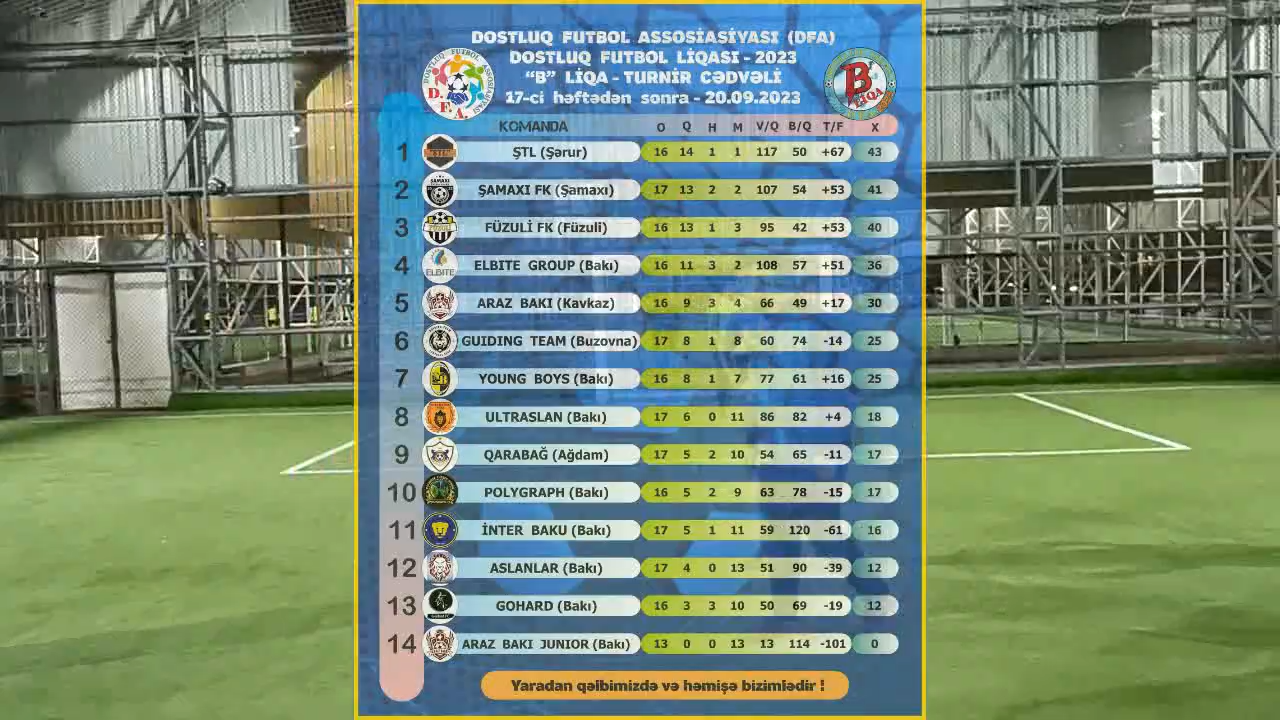 DOSTLUQ FUTBOL ASSOSİASİYASI (DFA)
DOSTLUQ FUTBOL LİQASI - 2023
"B" LİQA - TURNİR CƏDVƏLİ
17-ci həftədən sonra - 20.09.2023
KOMANDA O Q H M V/Q B/Q T/F X
1 ŞTL (Şərur) 16 14 1 1 117 50 +67 43
2 ŞAMAXI FK (Şamaxı) 17 13 2 2 107 54 +53 41
3 FÜZULİ FK (Füzuli) 16 13 1 3 95 42 +53 40
4 ELBITE ELBITE GROUP (Bakı) 16 11 3 2 108 57 +51 36
5 ARAZ BAKI (Kavkaz) 16 9 3 4 66 49 +17 30
6 GUIDING TEAM (Buzovna) 17 8 1 8 60 74 -14 25
7 YOUNG BOYS (Bakı) 16 8 1 7 77 61 +16 25
8 ULTRASLAN (Bakı) 17 6 0 11 86 82 +4 18
9 QARABAĞ (Ağdam) 17 5 2 10 54 65 -11 17
10 POLYGRAPH (Bakı) 16 5 2 9 63 78 -15 17
11 İNTER BAKU (Bakı) 17 5 1 11 59 120 -61 16
12 ASLANLAR (Bakı) 17 4 0 13 51 90 -39 12
13 GOHARD (Bakı) 16 3 3 10 50 69 -19 12
14 ARAZ BAKI JUNIOR (Bakı) 13 0 0 13 13 114 -101 0
Yaradan qəlbimizdə və həmişə bizimlədir !